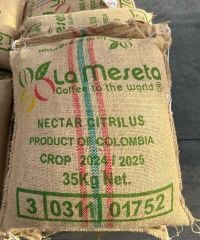 La Meseta
Coffee to the world ®
NECTAR CITRILUS
PRODUCT OF COLOMBIA
CROP 2024 / 2025
35Kg Net.
3 0311 01752